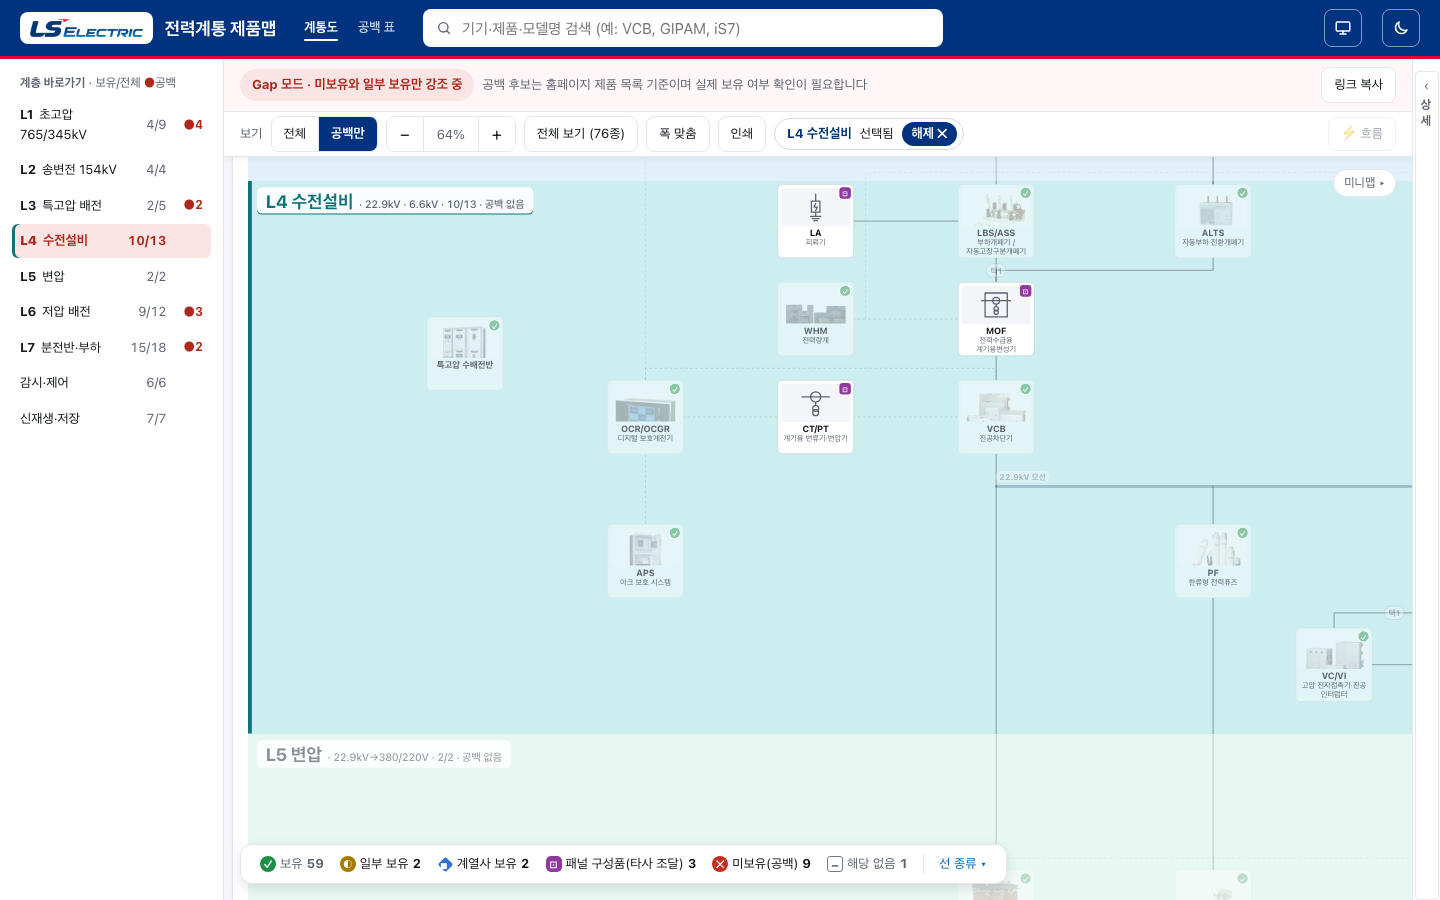 LS ELECTRIC 전력계통 제품맵 계통도 공백 표 기기·제품·모델명 검색 (예: VCB, GIPAM, iS7)
계층 바로가기 · 보유/전체 공백
L1 초고압 765/345kV 4/9 4
L2 송변전 154kV 4/4
L3 특고압 배전 2/5 2
L4 수전설비 10/13
L5 변압 2/2
L6 저압 배전 9/12 3
L7 분전반·부하 15/18 2
감시·제어 6/6
신재생·저장 7/7
Gap 모드 · 미보유와 일부 보유만 강조 중 공백 후보는 홈페이지 제품 목록 기준이며 실제 보유 여부 확인이 필요합니다 링크 복사
보기 전체 공백만 − 64% + 전체 보기 (76종) 폭 맞춤 인쇄 L4 수전설비 선택됨 해제 ✕ ⚡ 흐름
‹ 상세
미니맵 ▸
L4 수전설비 · 22.9kV · 6.6kV · 10/13 · 공백 없음
LA
피뢰기
LBS/ASS
부하개폐기 /
자동고장구분개폐기
ALTS
자동부하 전환개폐기
택1
WHM
전력량계
MOF
전력수급용
계기용변성기
특고압 수배전반
OCR/OCGR
디지털 보호계전기
CT/PT
계기용 변류기·변압기
VCB
진공차단기
22.9kV 모선
APS
아크 보호 시스템
PF
한류형 전력퓨즈
택1
VC/VI
고압 전자접촉기·진공
인터럽터
L5 변압 · 22.9kV→380/220V · 2/2 · 공백 없음
보유 59 일부 보유 2 계열사 보유 2 패널 구성품(타사 조달) 3 미보유(공백) 9 해당 없음 1 선 종류 ▸